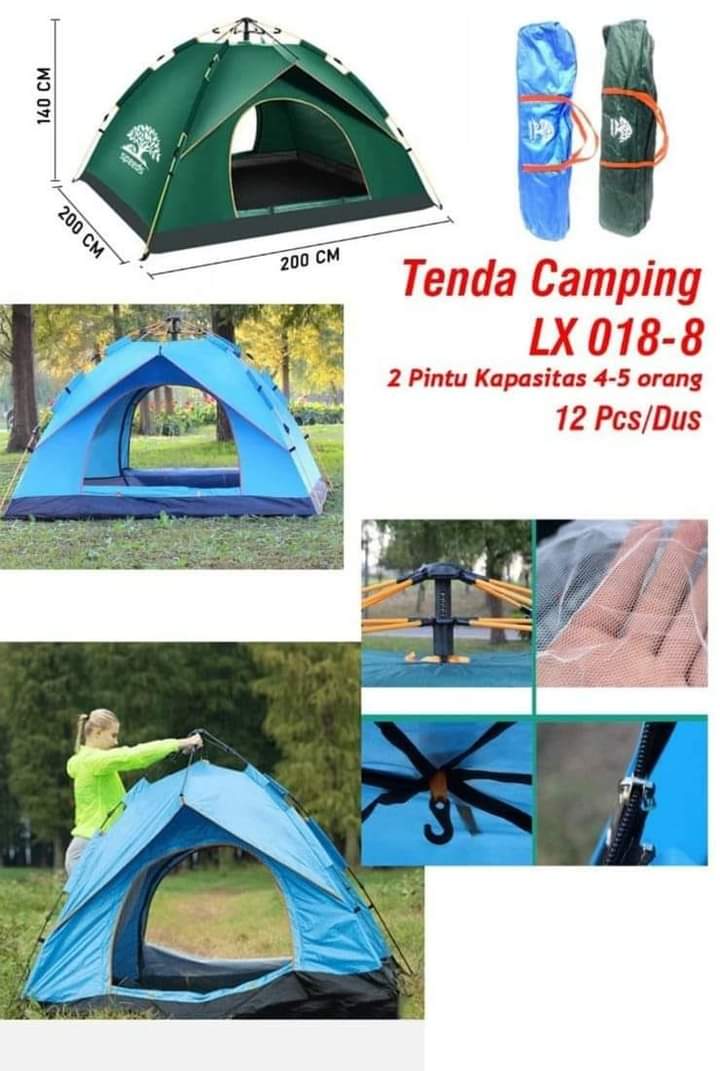 140 CM
speeds
200 CM
200 CM
Tenda Camping
LX 018-8
2 Pintu Kapasitas 4-5 orang
12 Pcs/Dus